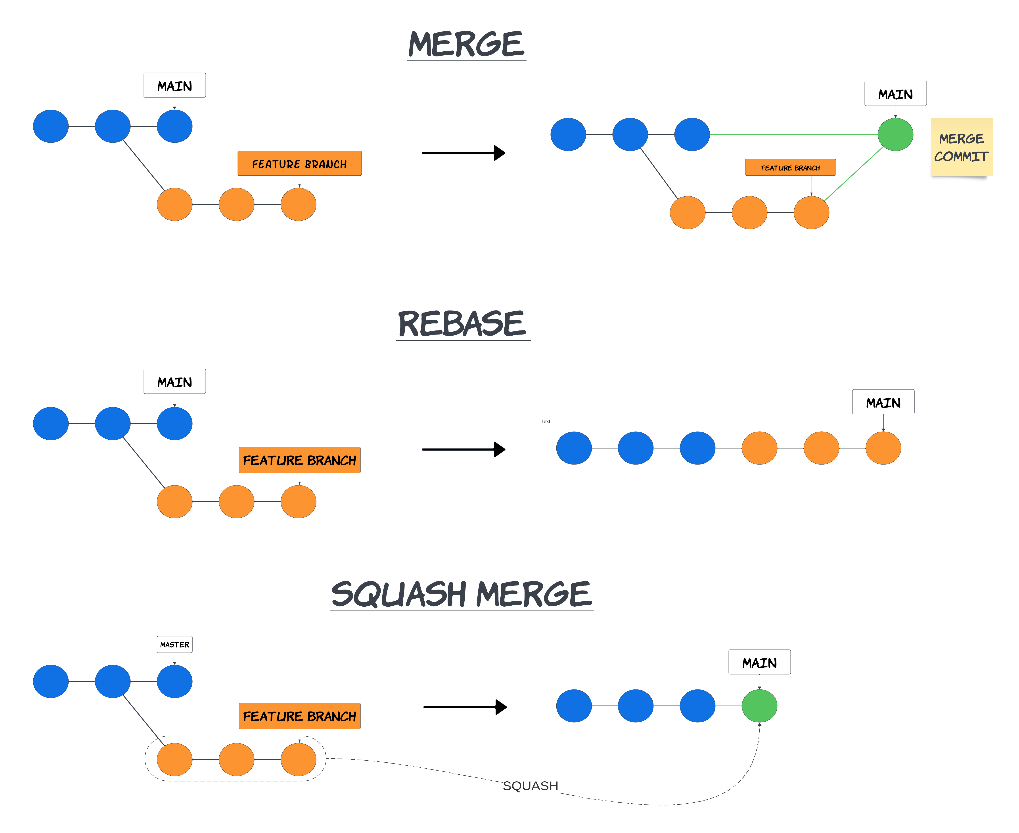 MERGE
MAIN
MAIN
MERGE
COMMIT
FEATURE BRANCH
FEATURE BRANCH
REBASE
MAIN
MAIN
FEATURE BRANCH
SQUASH MERGE
MASTER
MAIN
FEATURE BRANCH
SQUASH